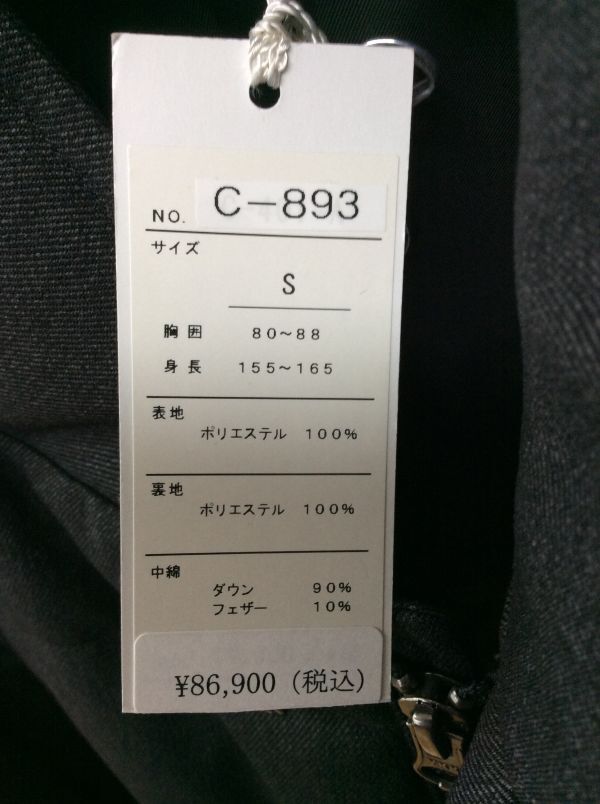 NO. C-893
サイズ
S
胸囲 80~88
身長 155~165
表地
ポリエステル 100%
裏地
ポリエステル 100%
中綿
ダウン 90%
フェザー 10%
¥86,900（税込）